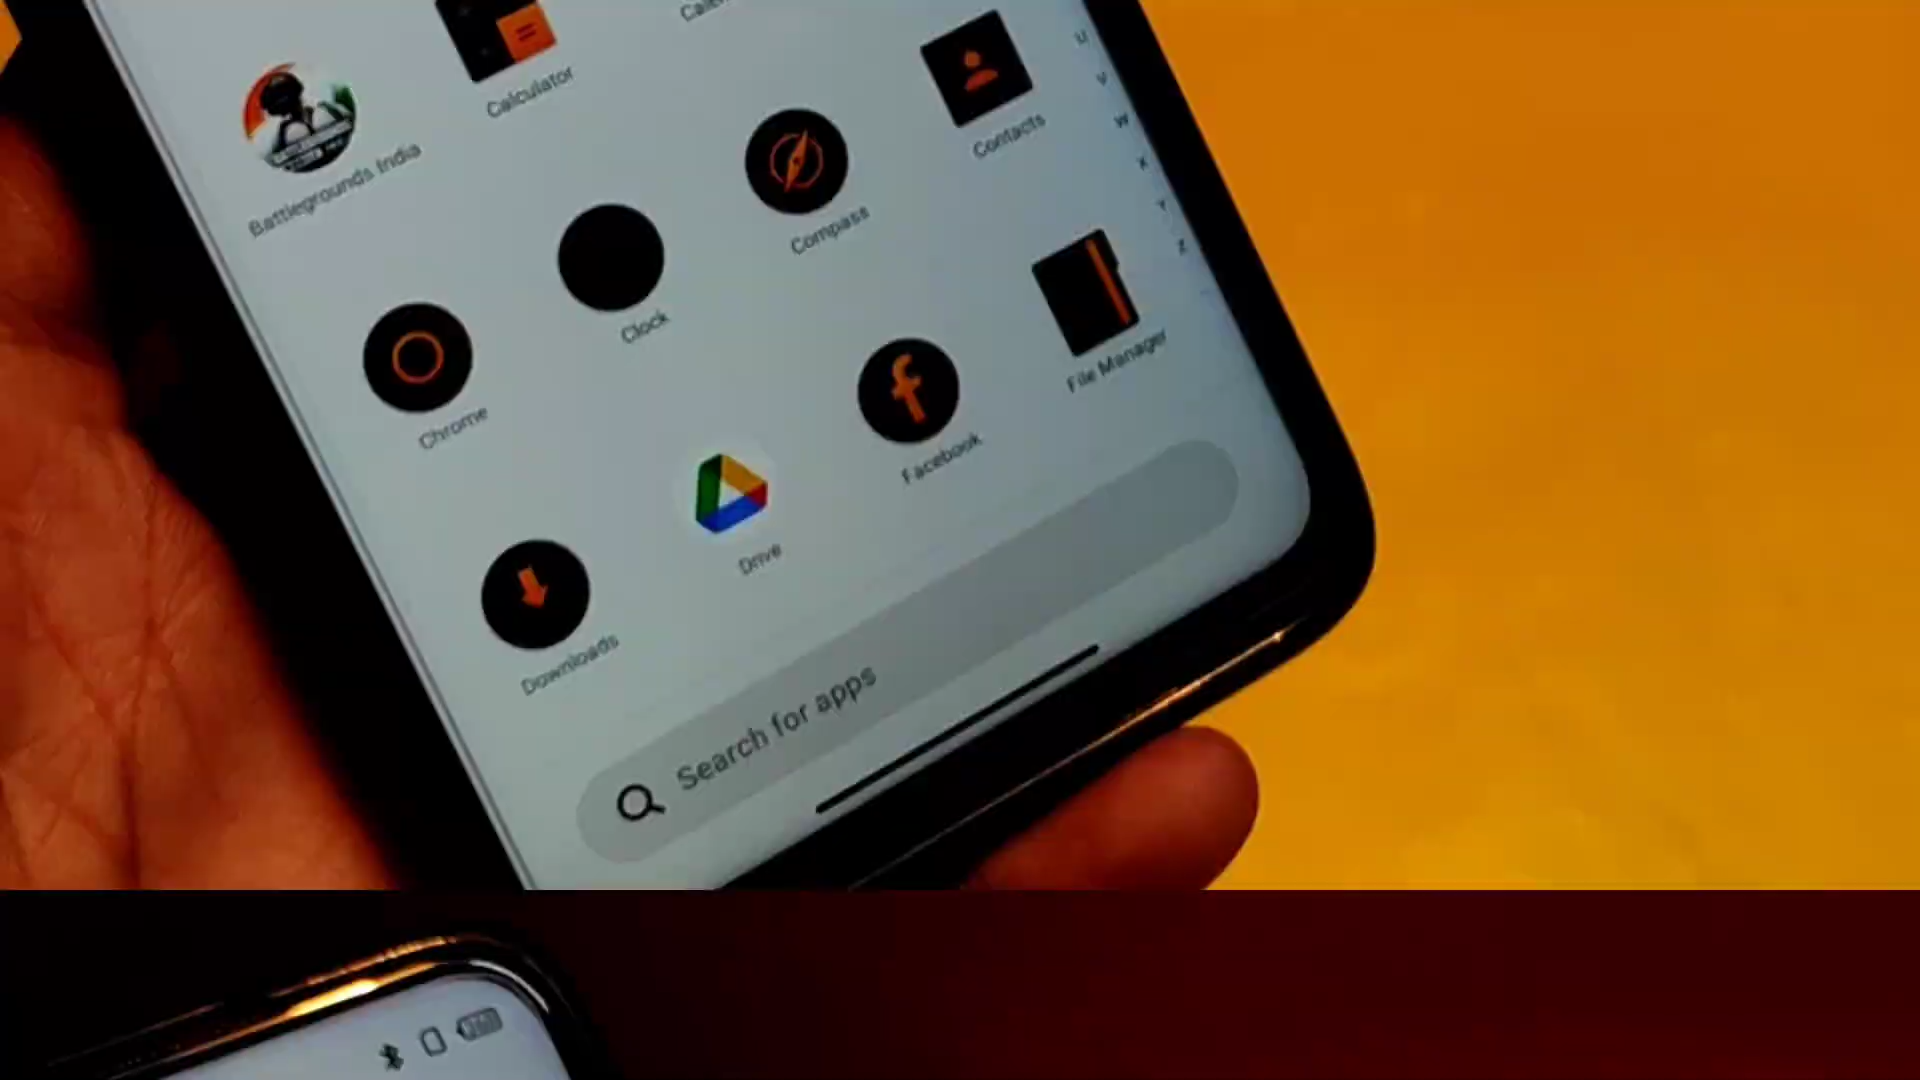 Calculator
Battlegrounds India
Contacts
Compass
Clock
Chrome
File Manager
Facebook
Drive
Downloads
U
V
W
X
Y
Z
Search for apps